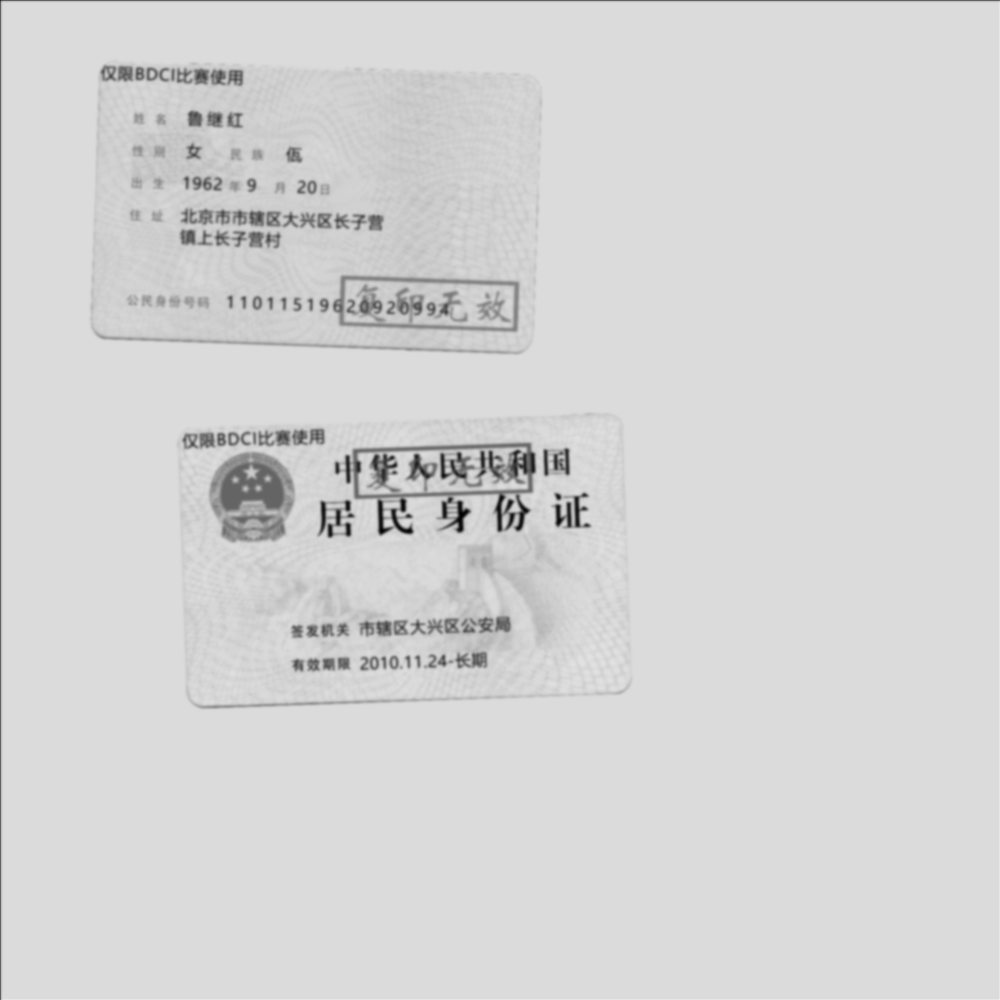 仅限BDCI比赛使用
姓名 鲁继红
性别 女 民族 佤
出生 1962 年 9 月 20 日
住址 北京市市辖区大兴区长子营
镇上长子营村
公民身份号码 110115196209209994
复印无效
仅限BDCI比赛使用
中华人民共和国
复印无效
居民身份证
签发机关 市辖区大兴区公安局
有效期限 2010.11.24-长期